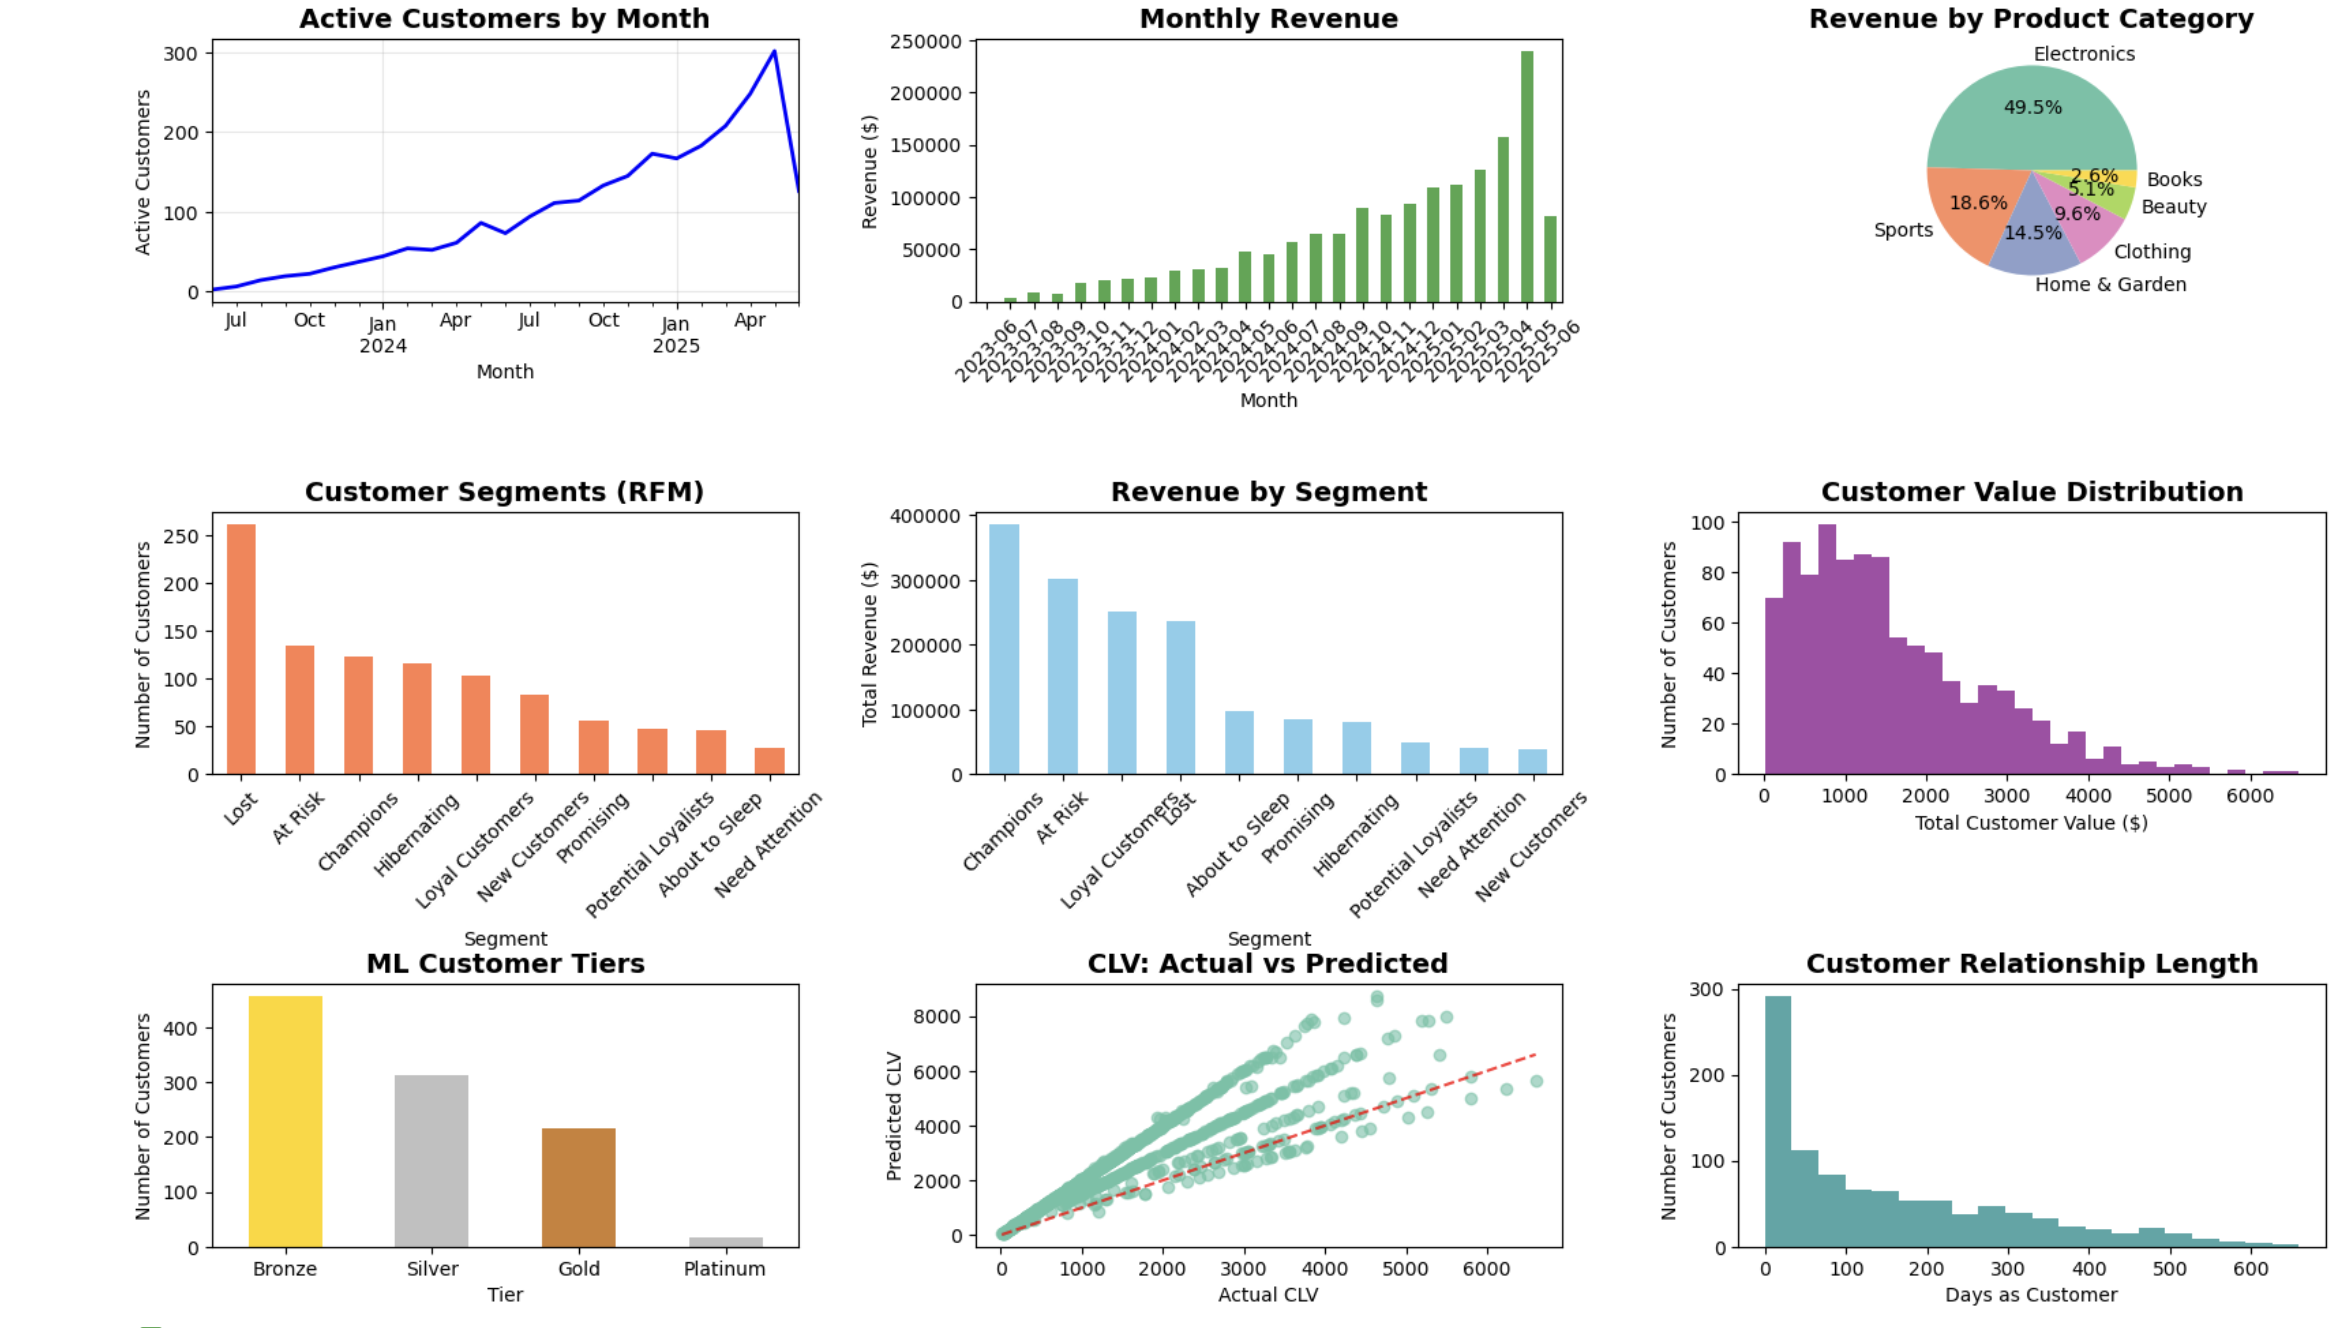 Active Customers by Month
300
200
100
0
Active Customers
Jul
Oct
Jan
2024
Apr
Jul
Oct
Jan
2025
Apr
Month
Monthly Revenue
250000
200000
150000
100000
50000
0
Revenue ($)
2023-06
2023-07
2023-08
2023-09
2023-10
2023-11
2023-12
2024-01
2024-02
2024-03
2024-04
2024-05
2024-06
2024-07
2024-08
2024-09
2024-10
2024-11
2024-12
2025-01
2025-02
2025-03
2025-04
2025-05
2025-06
Month
Revenue by Product Category
Electronics
49.5%
Sports
18.6%
Home & Garden
14.5%
Clothing
9.6%
Beauty
5.1%
Books
2.6%
Customer Segments (RFM)
250
200
150
100
50
0
Number of Customers
Lost
At Risk
Champions
Hibernating
Loyal Customers
New Customers
Promising
Potential Loyalists
About to Sleep
Need Attention
Segment
Revenue by Segment
400000
300000
200000
100000
0
Total Revenue ($)
Champions
At Risk
Loyal Customers
Lost
About to Sleep
Promising
Hibernating
Potential Loyalists
Need Attention
New Customers
Segment
Customer Value Distribution
100
80
60
40
20
0
Number of Customers
0
1000
2000
3000
4000
5000
6000
Total Customer Value ($)
ML Customer Tiers
400
300
200
100
0
Number of Customers
Bronze
Silver
Gold
Platinum
Tier
CLV: Actual vs Predicted
8000
6000
4000
2000
0
Predicted CLV
0
1000
2000
3000
4000
5000
6000
Actual CLV
Customer Relationship Length
300
200
100
0
Number of Customers
0
100
200
300
400
500
600
Days as Customer